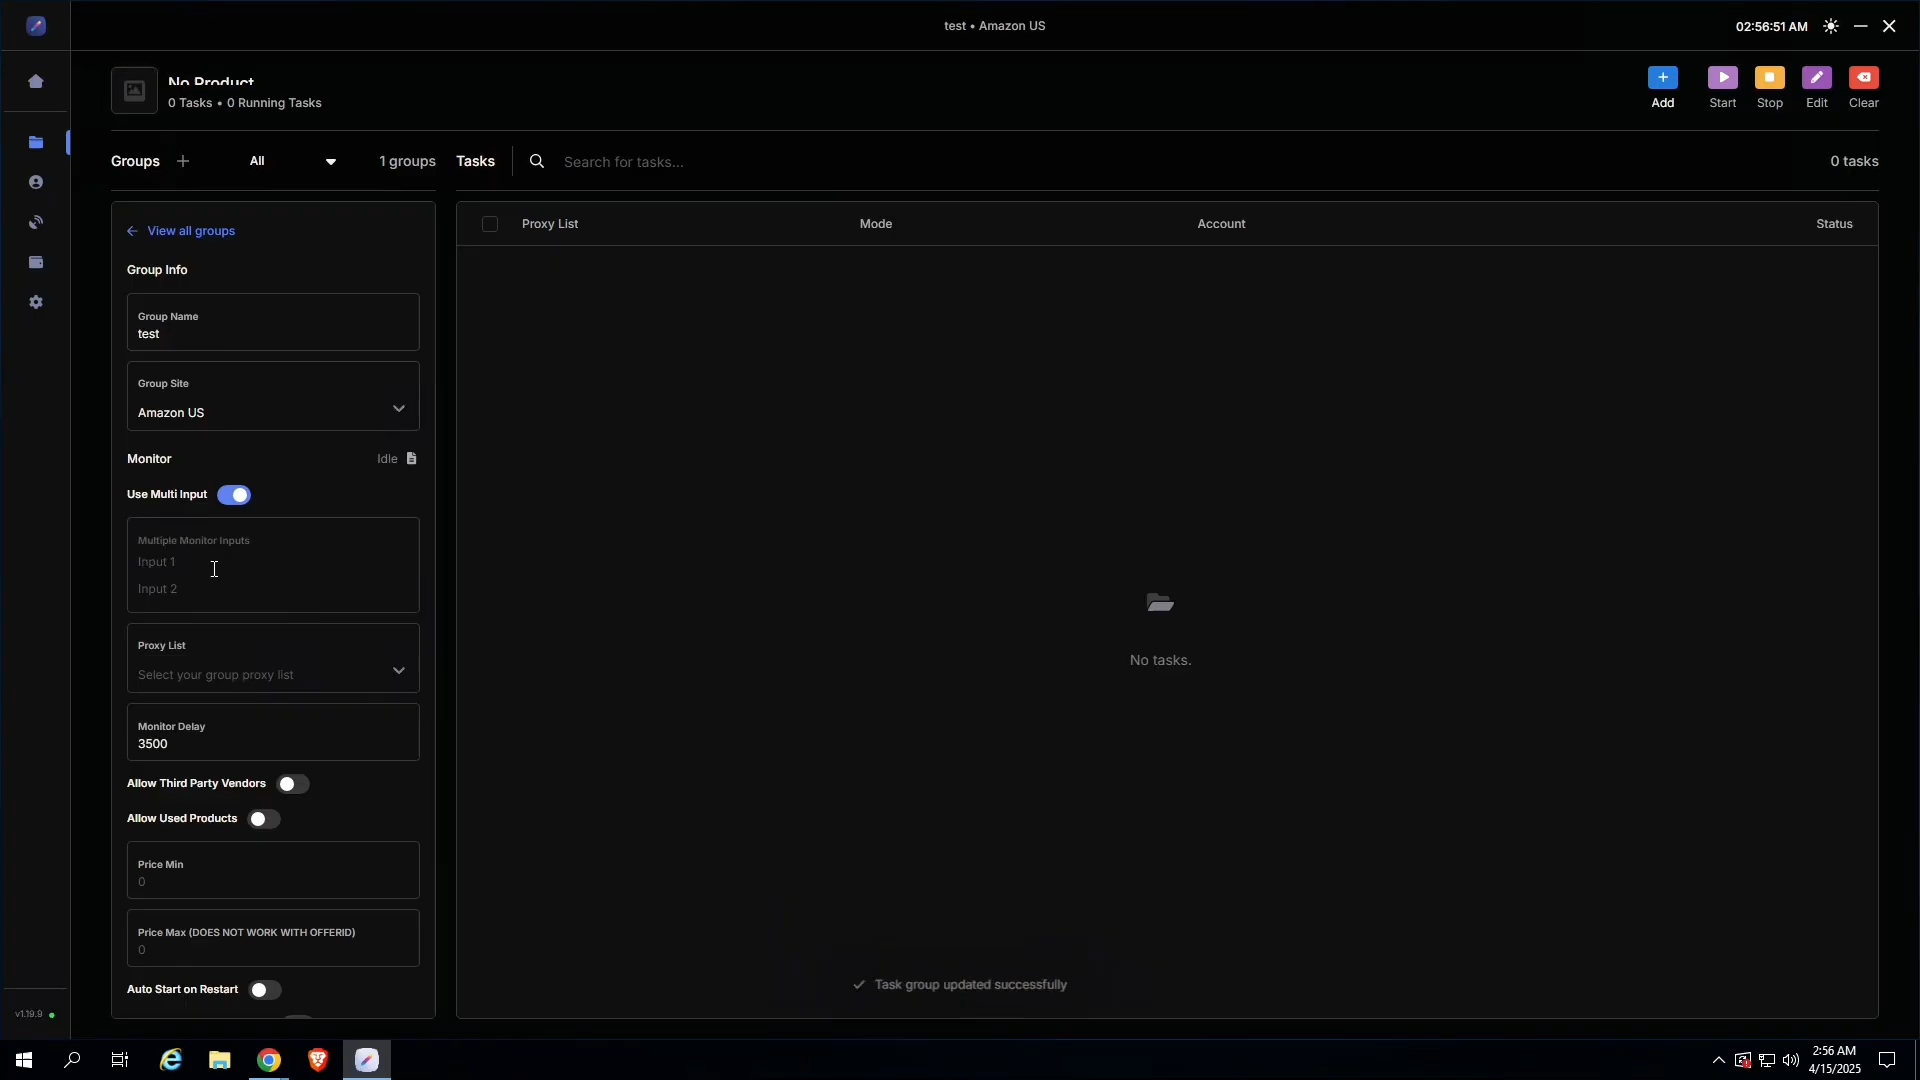 test • Amazon US
02:56:51 AM
No Product
0 Tasks • 0 Running Tasks
Add
Start
Stop
Edit
Clear
Groups
All
1 groups
Tasks
Search for tasks...
0 tasks
View all groups
Proxy List
Mode
Account
Status
Group Info
Group Name
test
Group Site
Amazon US
Monitor
Idle
Use Multi Input
Multiple Monitor Inputs
Input 1
Input 2
Proxy List
Select your group proxy list
No tasks.
Monitor Delay
3500
Allow Third Party Vendors
Allow Used Products
Price Min
0
Price Max (DOES NOT WORK WITH OFFERID)
0
Auto Start on Restart
Task group updated successfully
v1.19.9
2:56 AM
4/15/2025